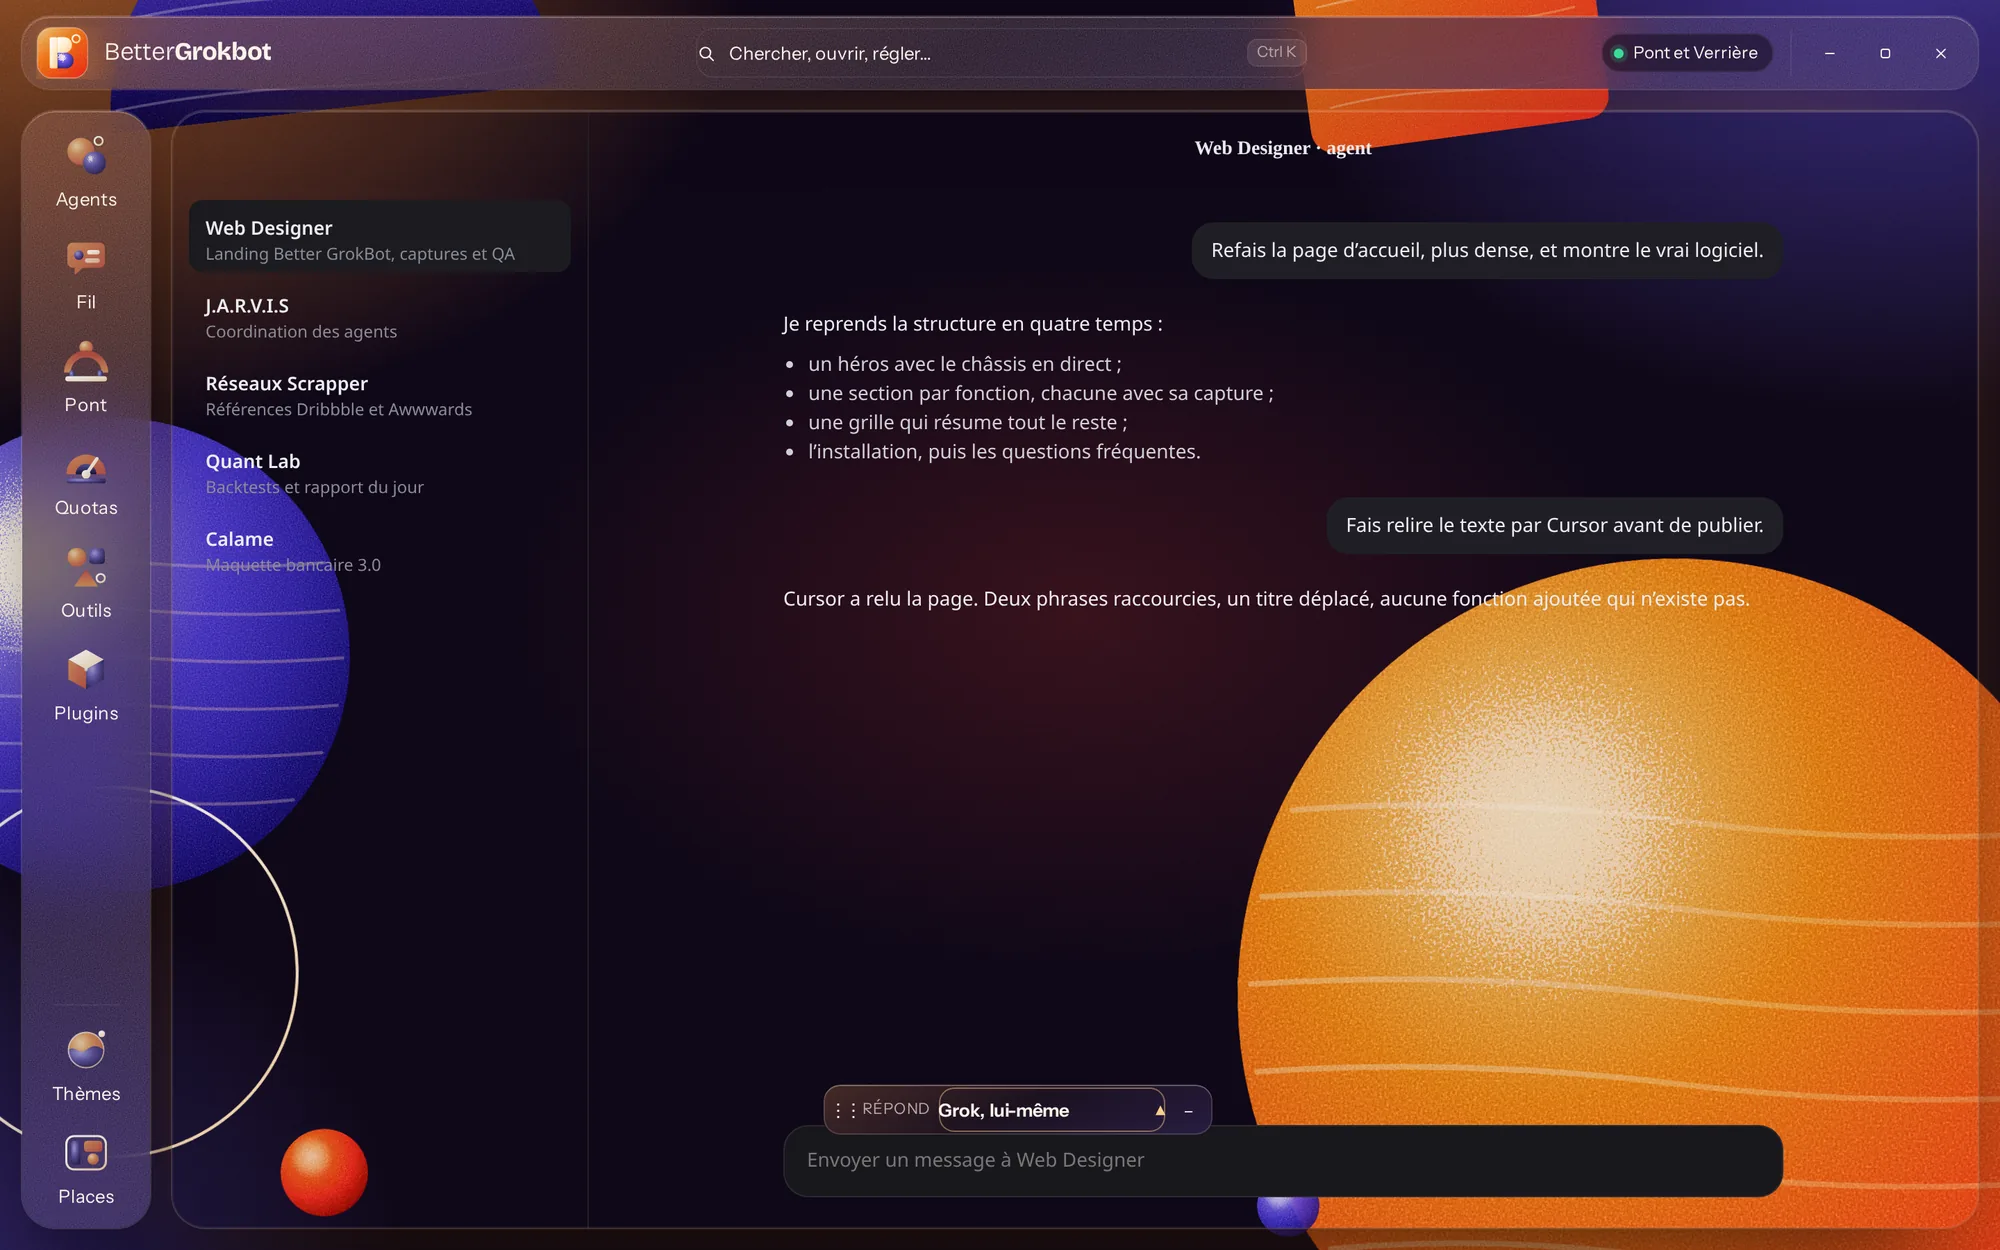 BetterGrokbot
Chercher, ouvrir, régler...
Ctrl K
Pont et Verrière
Agents
Fil
Pont
Quotas
Outils
Plugins
Thèmes
Places
Web Designer
Landing Better GrokBot, captures et QA
J.A.R.V.I.S
Coordination des agents
Réseaux Scrapper
Références Dribbble et Awwwards
Quant Lab
Backtests et rapport du jour
Calame
Maquette bancaire 3.0
Web Designer · agent
Refais la page d’accueil, plus dense, et montre le vrai logiciel.
Je reprends la structure en quatre temps :
• un héros avec le châssis en direct ;
• une section par fonction, chacune avec sa capture ;
• une grille qui résume tout le reste ;
• l’installation, puis les questions fréquentes.
Fais relire le texte par Cursor avant de publier.
Cursor a relu la page. Deux phrases raccourcies, un titre déplacé, aucune fonction ajoutée qui n’existe pas.
RÉPOND Grok, lui-même
Envoyer un message à Web Designer